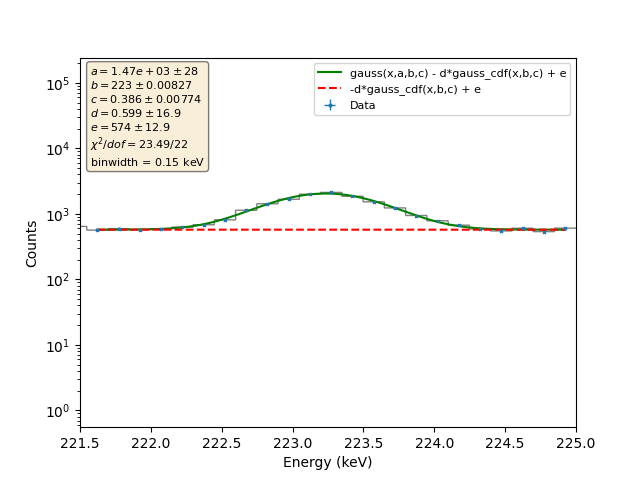 a = 1.47e + 03 ± 28
b = 223 ± 0.00827
c = 0.386 ± 0.00774
d = 0.599 ± 16.9
e = 574 ± 12.9
χ²/dof = 23.49/22
binwidth = 0.15 keV
gauss(x,a,b,c) - d*gauss_cdf(x,b,c) + e
-d*gauss_cdf(x,b,c) + e
Data
10⁵
10⁴
10³
10²
10¹
10⁰
Counts
221.5 222.0 222.5 223.0 223.5 224.0 224.5 225.0
Energy (keV)